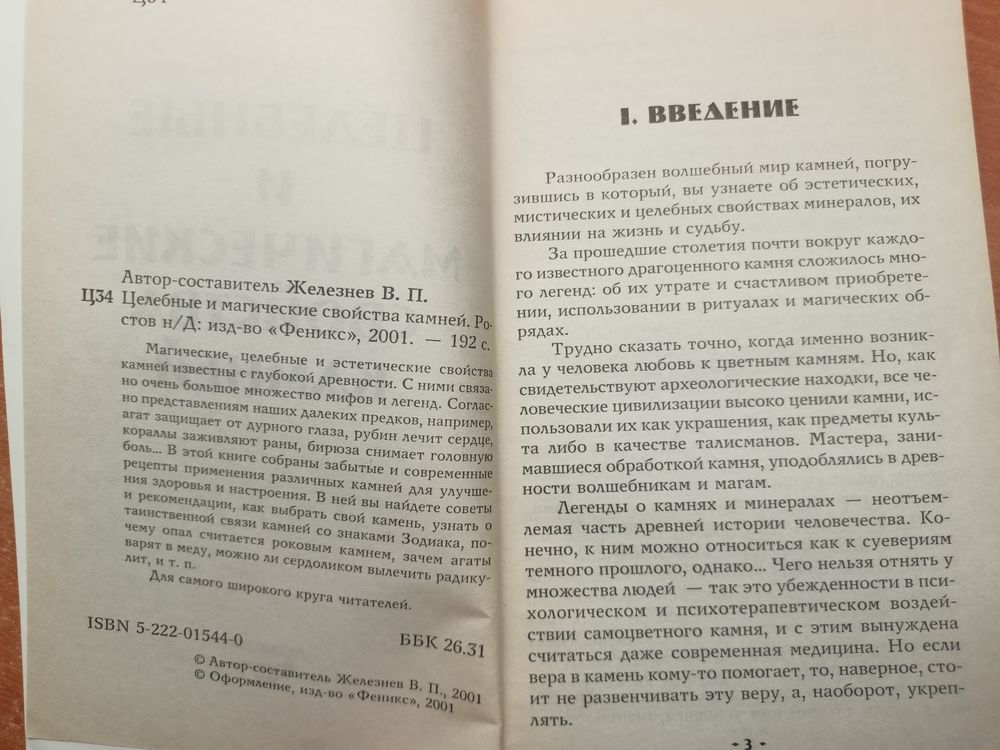 Автор-составитель Железнев В. П.
Ц34 Целебные и магические свойства камней. Ро-
стов н/Д: изд-во «Феникс», 2001. — 192 с.
Магические, целебные и эстетические свойства
камней известны с глубокой древности. С ними связа-
но очень большое множество мифов и легенд. Соглас-
но представлениям наших далеких предков, например,
агат защищает от дурного глаза, рубин лечит сердце,
кораллы заживляют раны, бирюза снимает головную
боль... В этой книге собраны забытые и современные
рецепты применения различных камней для улучше-
ния здоровья и настроения. В ней вы найдете советы
и рекомендации, как выбрать свой камень, узнать о
таинственной связи камней со знаками Зодиака, по-
чему опал считается роковым камнем, зачем агаты
варят в меду, можно ли сердоликом вылечить радику-
лит, и т. п.
Для самого широкого круга читателей.
ISBN 5-222-01544-0 ББК 26.31
© Автор-составитель Железнев В. П., 2001
© Оформление, изд-во «Феникс», 2001
I. ВВЕДЕНИЕ
Разнообразен волшебный мир камней, погру-
зившись в который, вы узнаете об эстетических,
мистических и целебных свойствах минералов, их
влиянии на жизнь и судьбу.
За прошедшие столетия почти вокруг каждо-
го известного драгоценного камня сложилось мно-
го легенд: об их утрате и счастливом приобрете-
нии, использовании в ритуалах и магических об-
рядах.
Трудно сказать точно, когда именно возник-
ла у человека любовь к цветным камням. Но, как
свидетельствуют археологические находки, все че-
ловеческие цивилизации высоко ценили камни, ис-
пользовали их как украшения, как предметы куль-
та либо в качестве талисманов. Мастера, зани-
мавшиеся обработкой камня, уподоблялись в древ-
ности волшебникам и магам.
Легенды о камнях и минералах — неотъем-
лемая часть древней истории человечества. Ко-
нечно, к ним можно относиться как к суевериям
темного прошлого, однако... Чего нельзя отнять у
множества людей — так это убежденности в пси-
хологическом и психотерапевтическом воздей-
ствии самоцветного камня, и с этим вынуждена
считаться даже современная медицина. Но если
вера в камень кому-то помогает, то, наверное, сто-
ит не развенчивать эту веру, а, наоборот, укреп-
лять.
· 3 ·